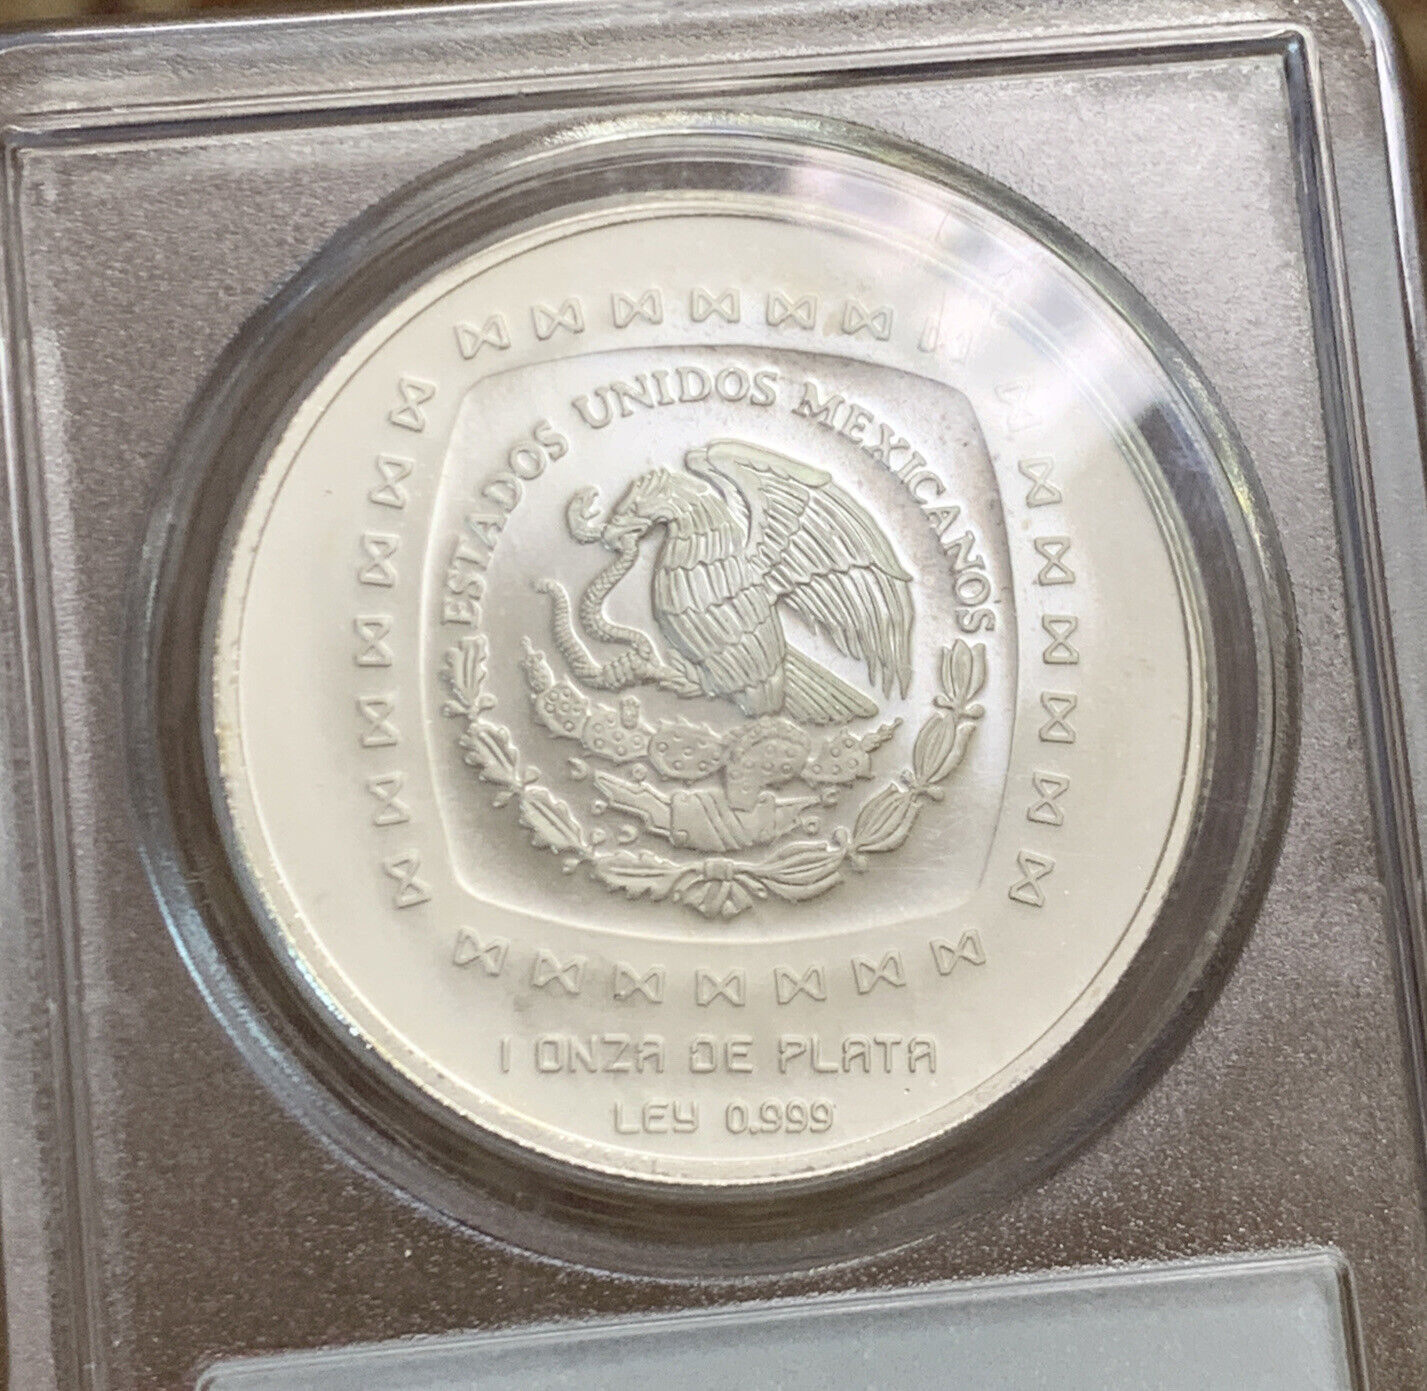 ESTADOS UNIDOS MEXICANOS
1 ONZA DE PLATA
LEY 0.999